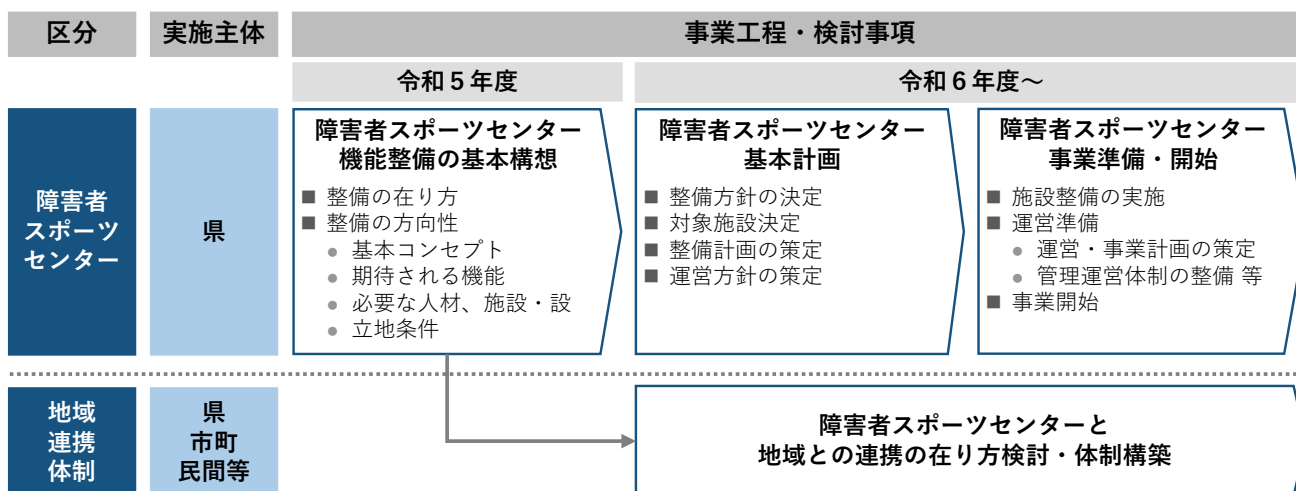 区分
実施主体
事業工程・検討事項
令和５年度
令和６年度～
障害者
スポーツ
センター
県
障害者スポーツセンター
機能整備の基本構想
■ 整備の在り方
■ 整備の方向性
● 基本コンセプト
● 期待される機能
● 必要な人材、施設・設
● 立地条件
障害者スポーツセンター
基本計画
■ 整備方針の決定
■ 対象施設決定
■ 整備計画の策定
■ 運営方針の策定
障害者スポーツセンター
事業準備・開始
■ 施設整備の実施
■ 運営準備
● 運営・事業計画の策定
● 管理運営体制の整備 等
■ 事業開始
地域
連携
体制
県
市町
民間等
障害者スポーツセンターと
地域との連携の在り方検討・体制構築